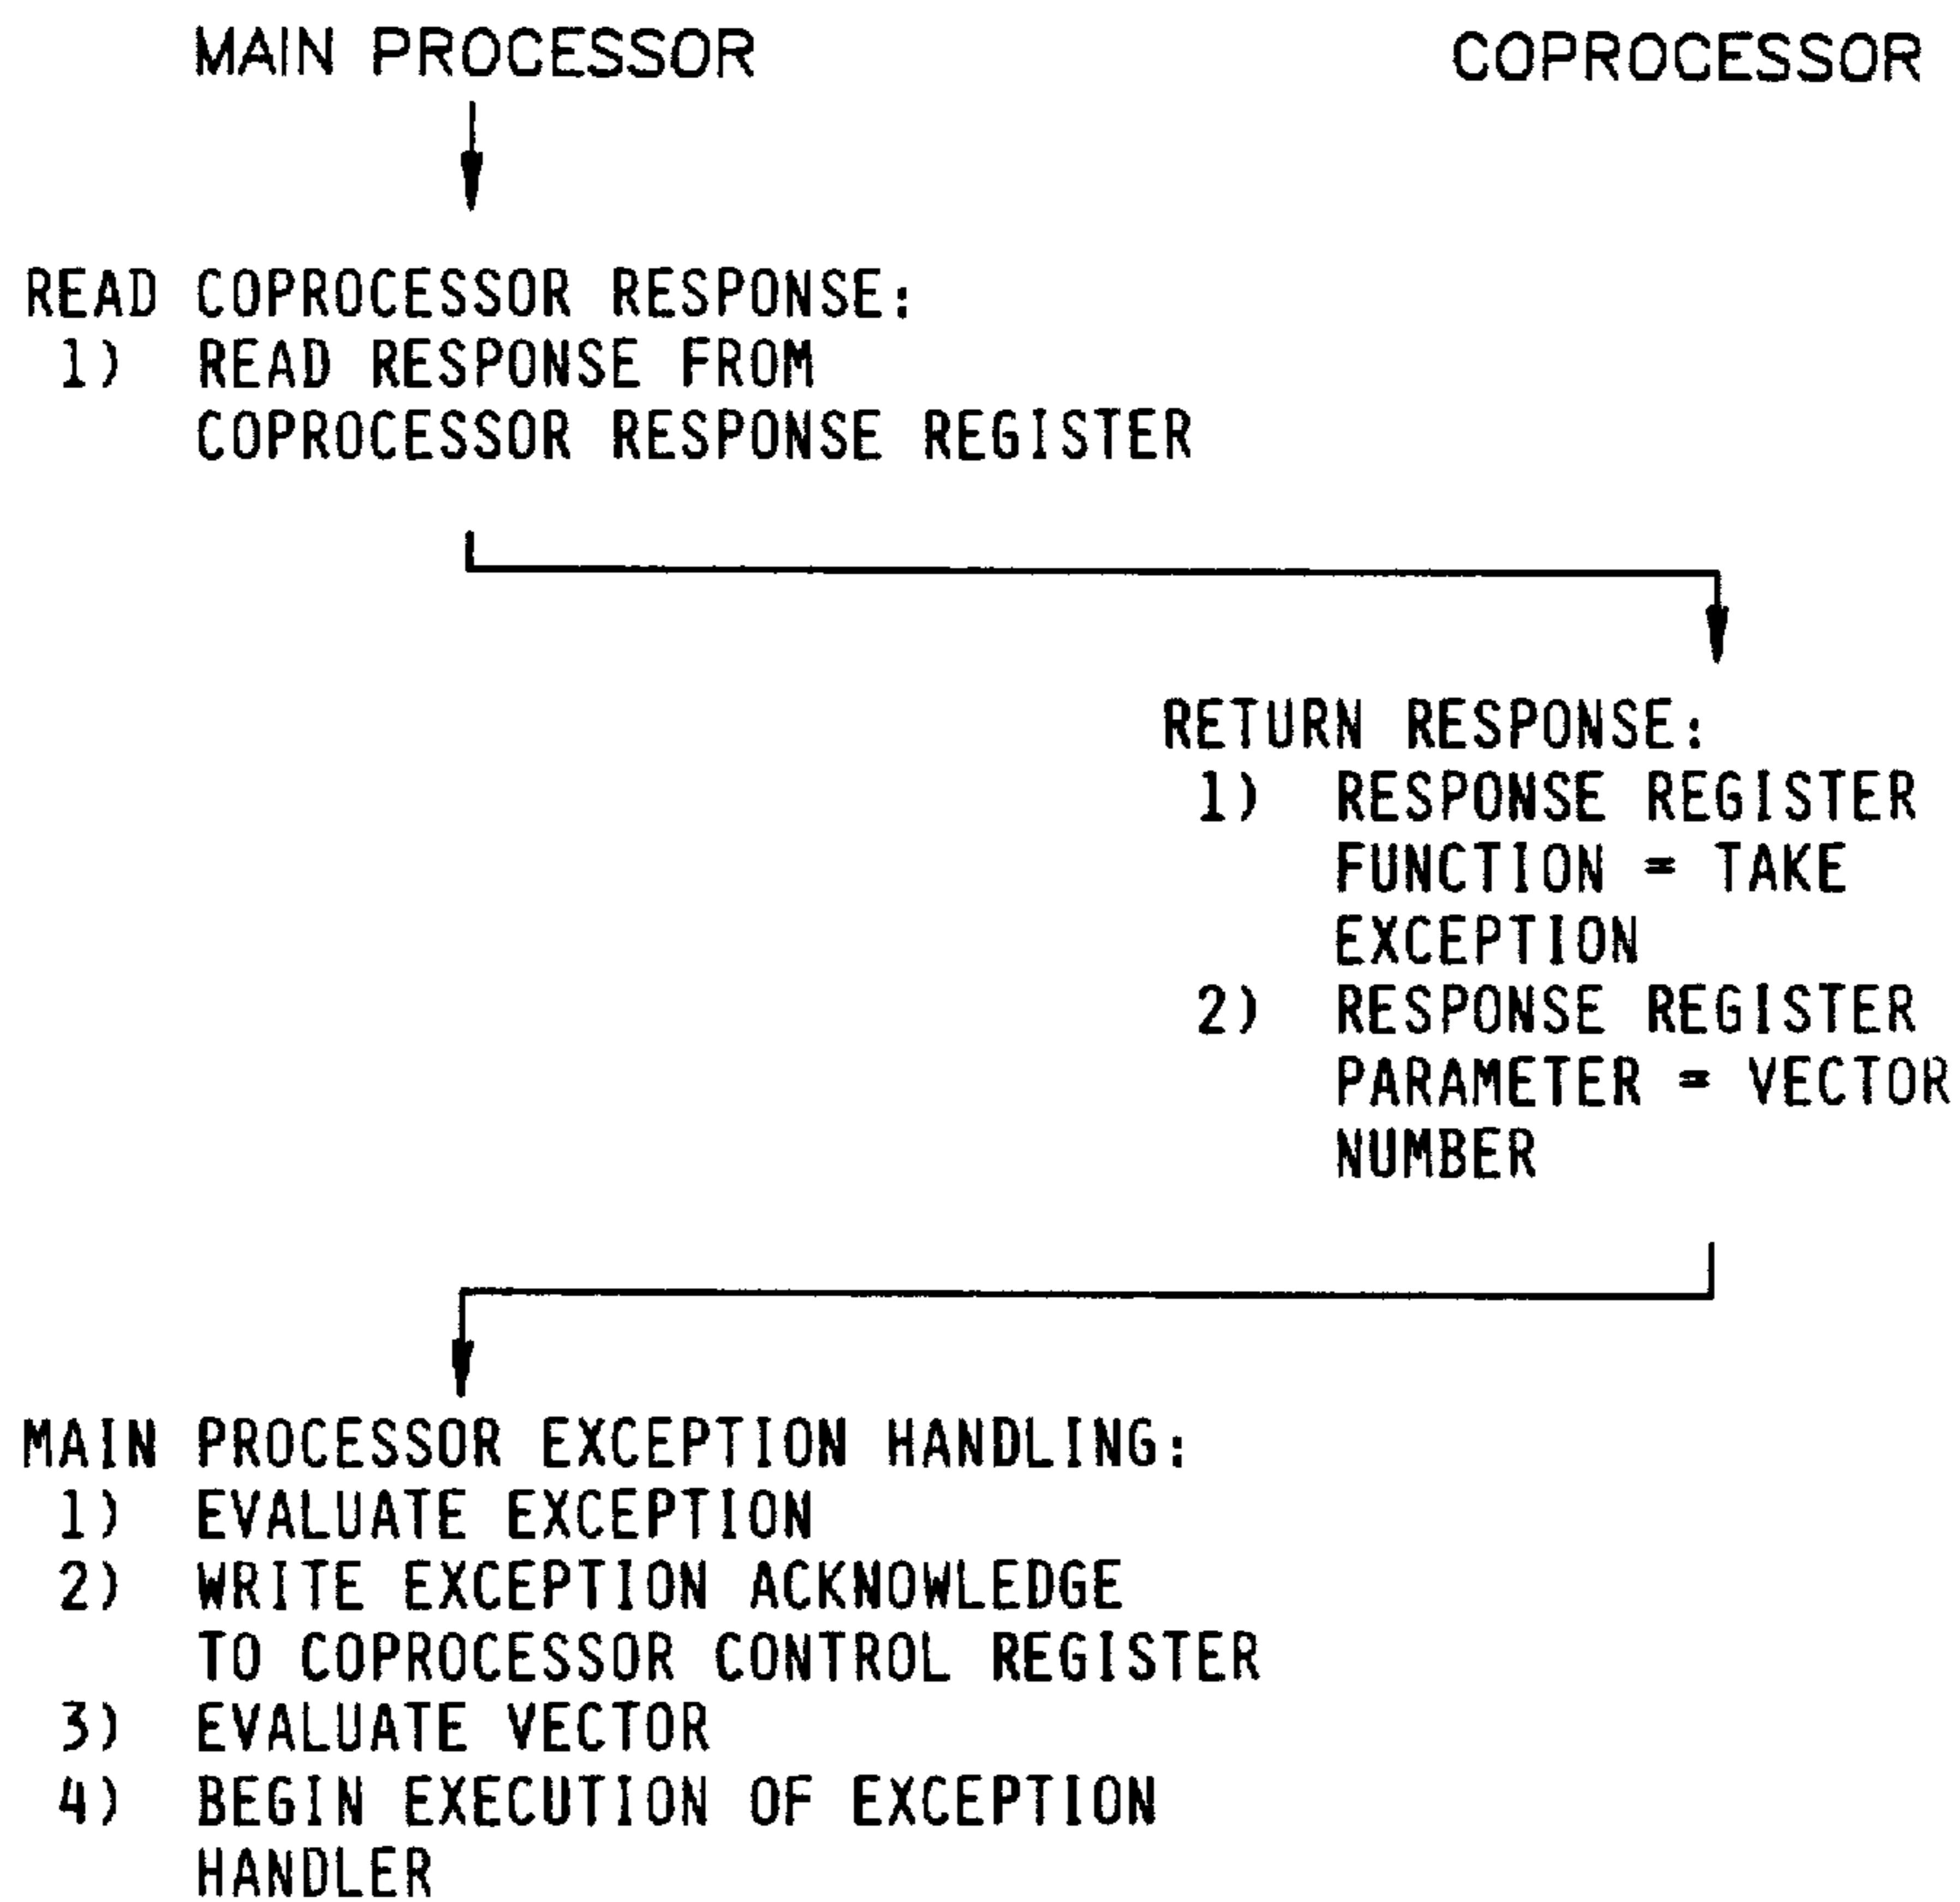 MAIN PROCESSOR
COPROCESSOR
READ COPROCESSOR RESPONSE:
1) READ RESPONSE FROM
COPROCESSOR RESPONSE REGISTER
RETURN RESPONSE:
1) RESPONSE REGISTER
FUNCTION = TAKE
EXCEPTION
2) RESPONSE REGISTER
PARAMETER = VECTOR
NUMBER
MAIN PROCESSOR EXCEPTION HANDLING:
1) EVALUATE EXCEPTION
2) WRITE EXCEPTION ACKNOWLEDGE
TO COPROCESSOR CONTROL REGISTER
3) EVALUATE VECTOR
4) BEGIN EXECUTION OF EXCEPTION
HANDLER